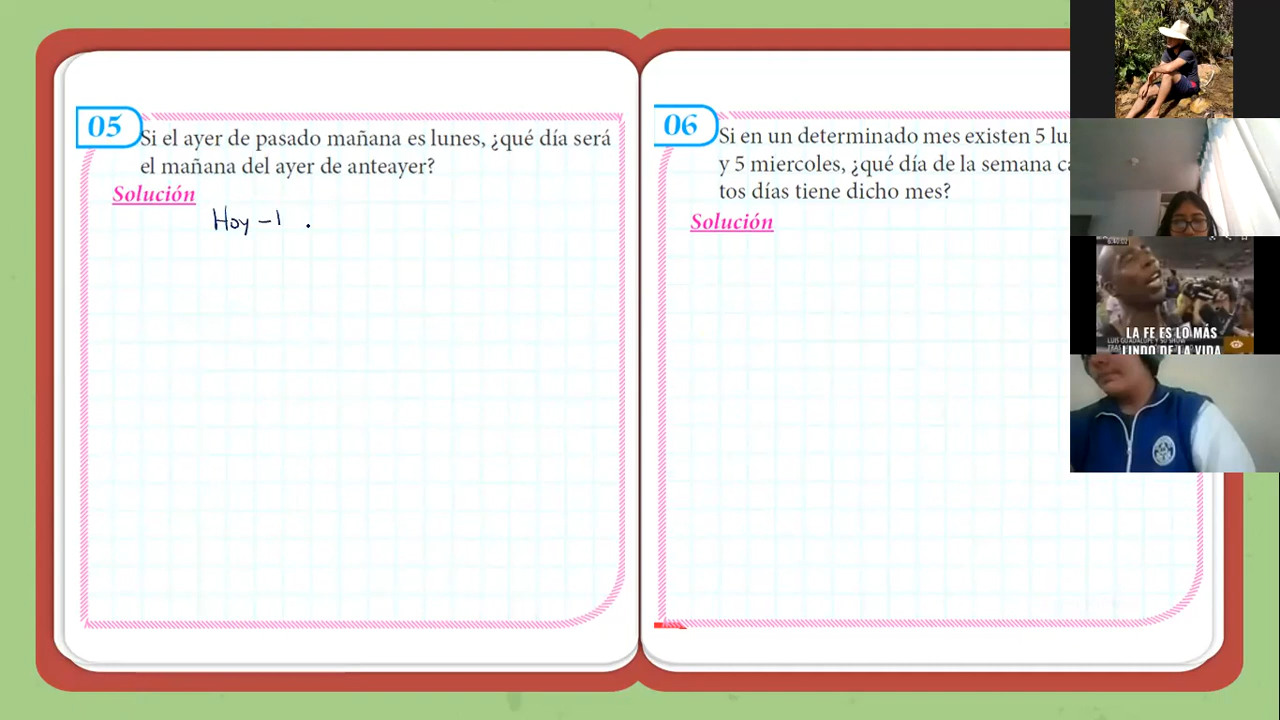 05
Si el ayer de pasado mañana es lunes, ¿qué día será
el mañana del ayer de anteayer?
Solución
Hoy -1 .
06
Si en un determinado mes existen 5 lu
y 5 miercoles, ¿qué día de la semana ca
tos días tiene dicho mes?
Solución
LA FE ES LO MÁS
LINDO DE LA VIDA